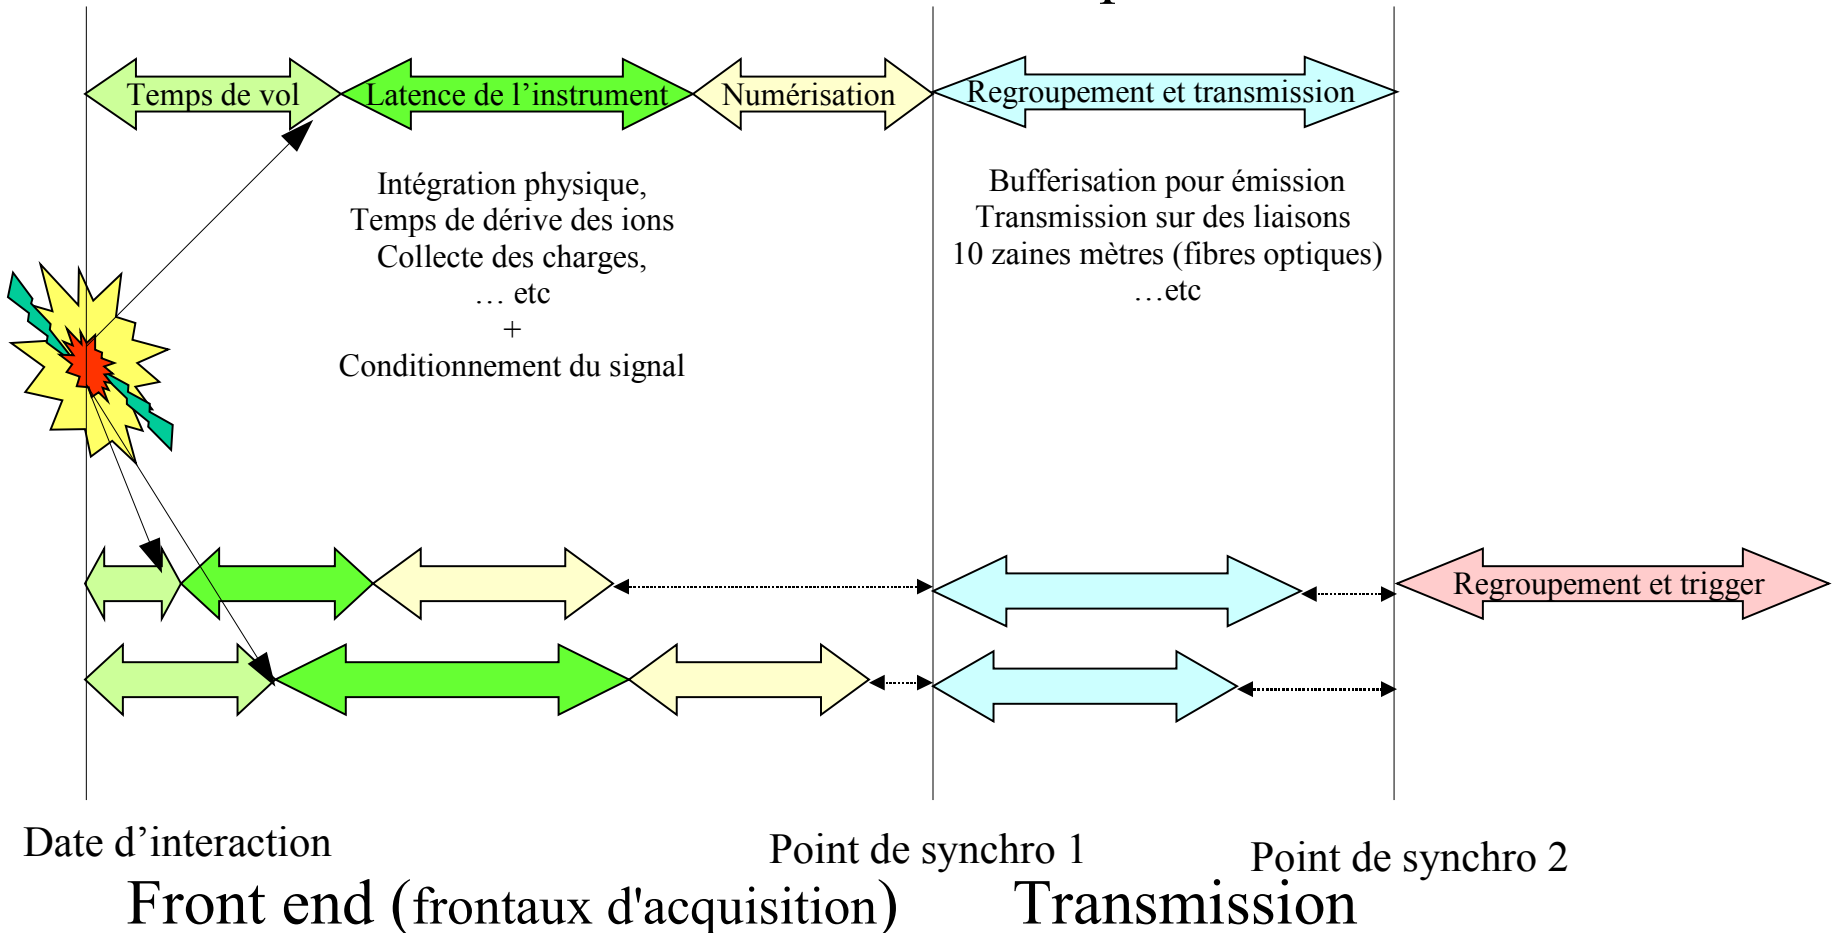 Temps de vol
Latence de l’instrument
Numérisation
Regroupement et transmission
Intégration physique,
Temps de dérive des ions
Collecte des charges,
… etc
+
Conditionnement du signal
Bufferisation pour émission
Transmission sur des liaisons
10 zaines mètres (fibres optiques)
…etc
Regroupement et trigger
Date d’interaction
Point de synchro 1
Point de synchro 2
Front end (frontaux d'acquisition)
Transmission